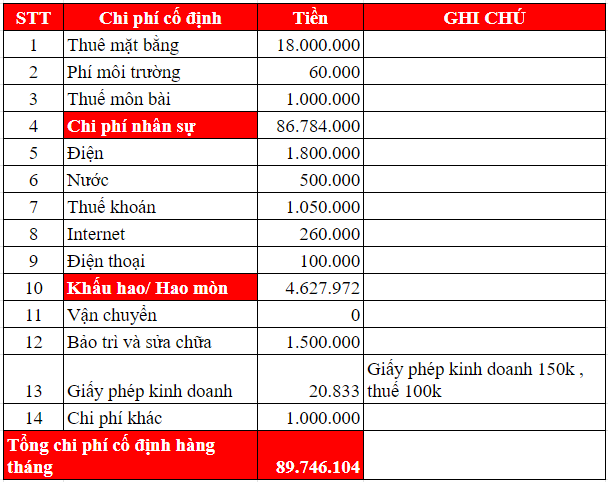 STT Chi phí cố định Tiền GHI CHÚ
1 Thuê mặt bằng 18.000.000
2 Phí môi trường 60.000
3 Thuế môn bài 1.000.000
4 Chi phí nhân sự 86.784.000
5 Điện 1.800.000
6 Nước 500.000
7 Thuế khoán 1.050.000
8 Internet 260.000
9 Điện thoại 100.000
10 Khấu hao/ Hao mòn 4.627.972
11 Vận chuyển 0
12 Bảo trì và sửa chữa 1.500.000
Giấy phép kinh doanh 150k ,
13 Giấy phép kinh doanh 20.833 thuế 100k
14 Chi phí khác 1.000.000
Tổng chi phí cố định hàng
tháng 89.746.104